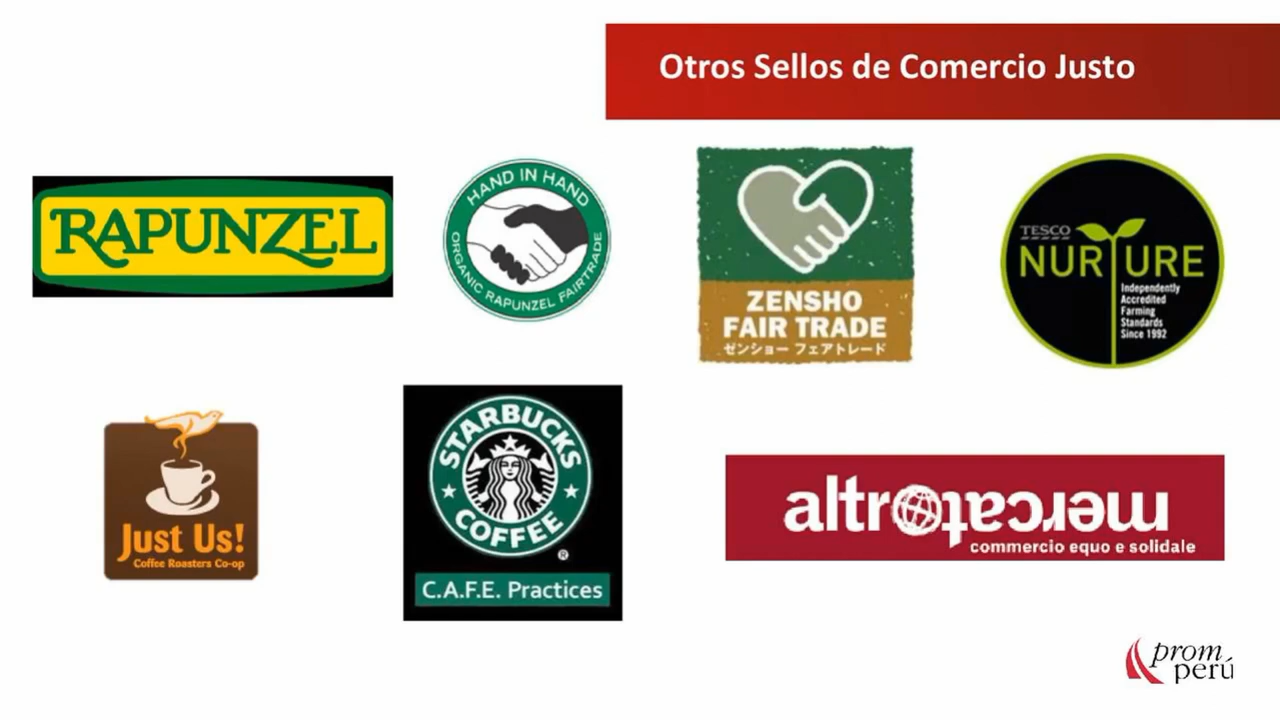 Otros Sellos de Comercio Justo
RAPUNZEL
HAND IN HAND
ORGANIC RAPUNZEL FAIRTRADE
ZENSHO
FAIR TRADE
ゼンショー フェアトレード
TESCO
NURTURE
Independently
Accredited
Farming
Standards
Since 1992
Just Us!
Coffee Roasters Co-op
STARBUCKS
COFFEE
®
C.A.F.E. Practices
altromercato
commercio equo e solidale
prom
perú